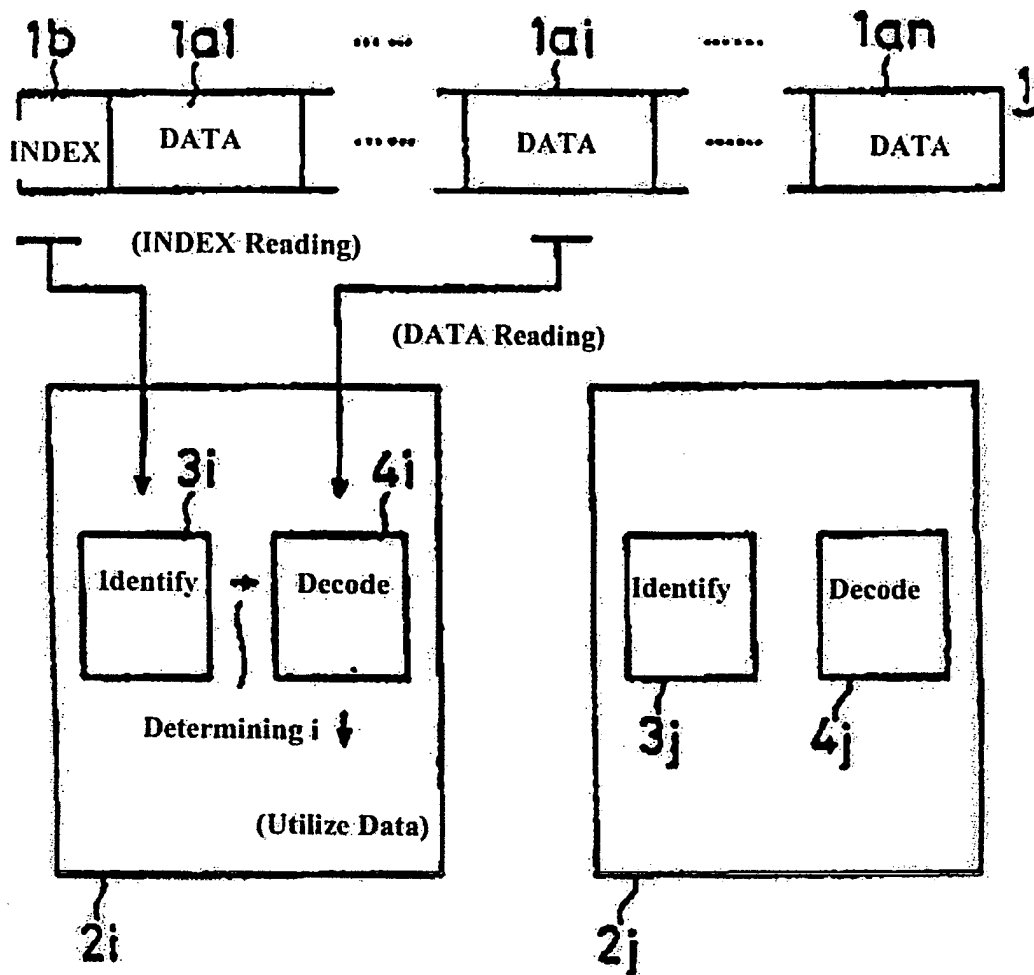 1b 1a1 ..... 1ai ..... 1an
1
INDEX DATA ..... DATA ..... DATA
(INDEX Reading)
(DATA Reading)
3i 4i
Identify Decode Identify Decode
Determining i
3j 4j
(Utilize Data)
2i 2j